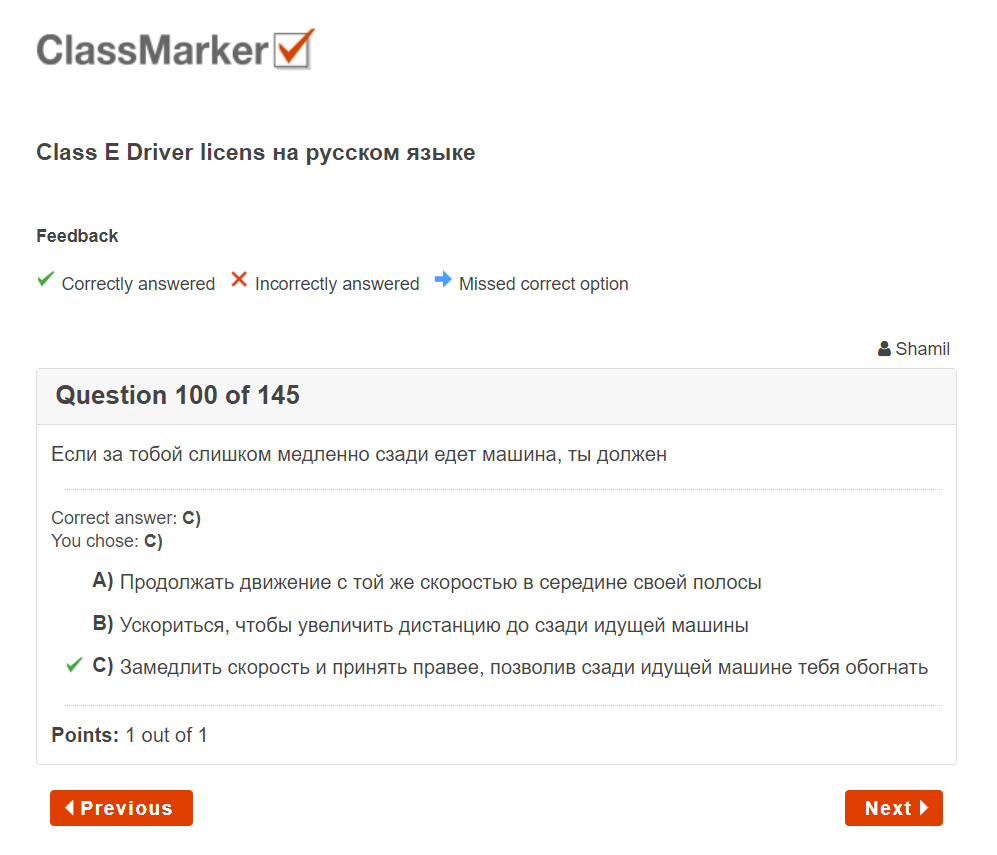 ClassMarker
Class E Driver licens на русском языке
Feedback
Correctly answered Incorrectly answered Missed correct option
Shamil
Question 100 of 145
Если за тобой слишком медленно сзади едет машина, ты должен
Correct answer: C)
You chose: C)
A) Продолжать движение с той же скоростью в середине своей полосы
B) Ускориться, чтобы увеличить дистанцию до сзади идущей машины
C) Замедлить скорость и принять правее, позволив сзади идущей машине тебя обогнать
Points: 1 out of 1
Previous Next